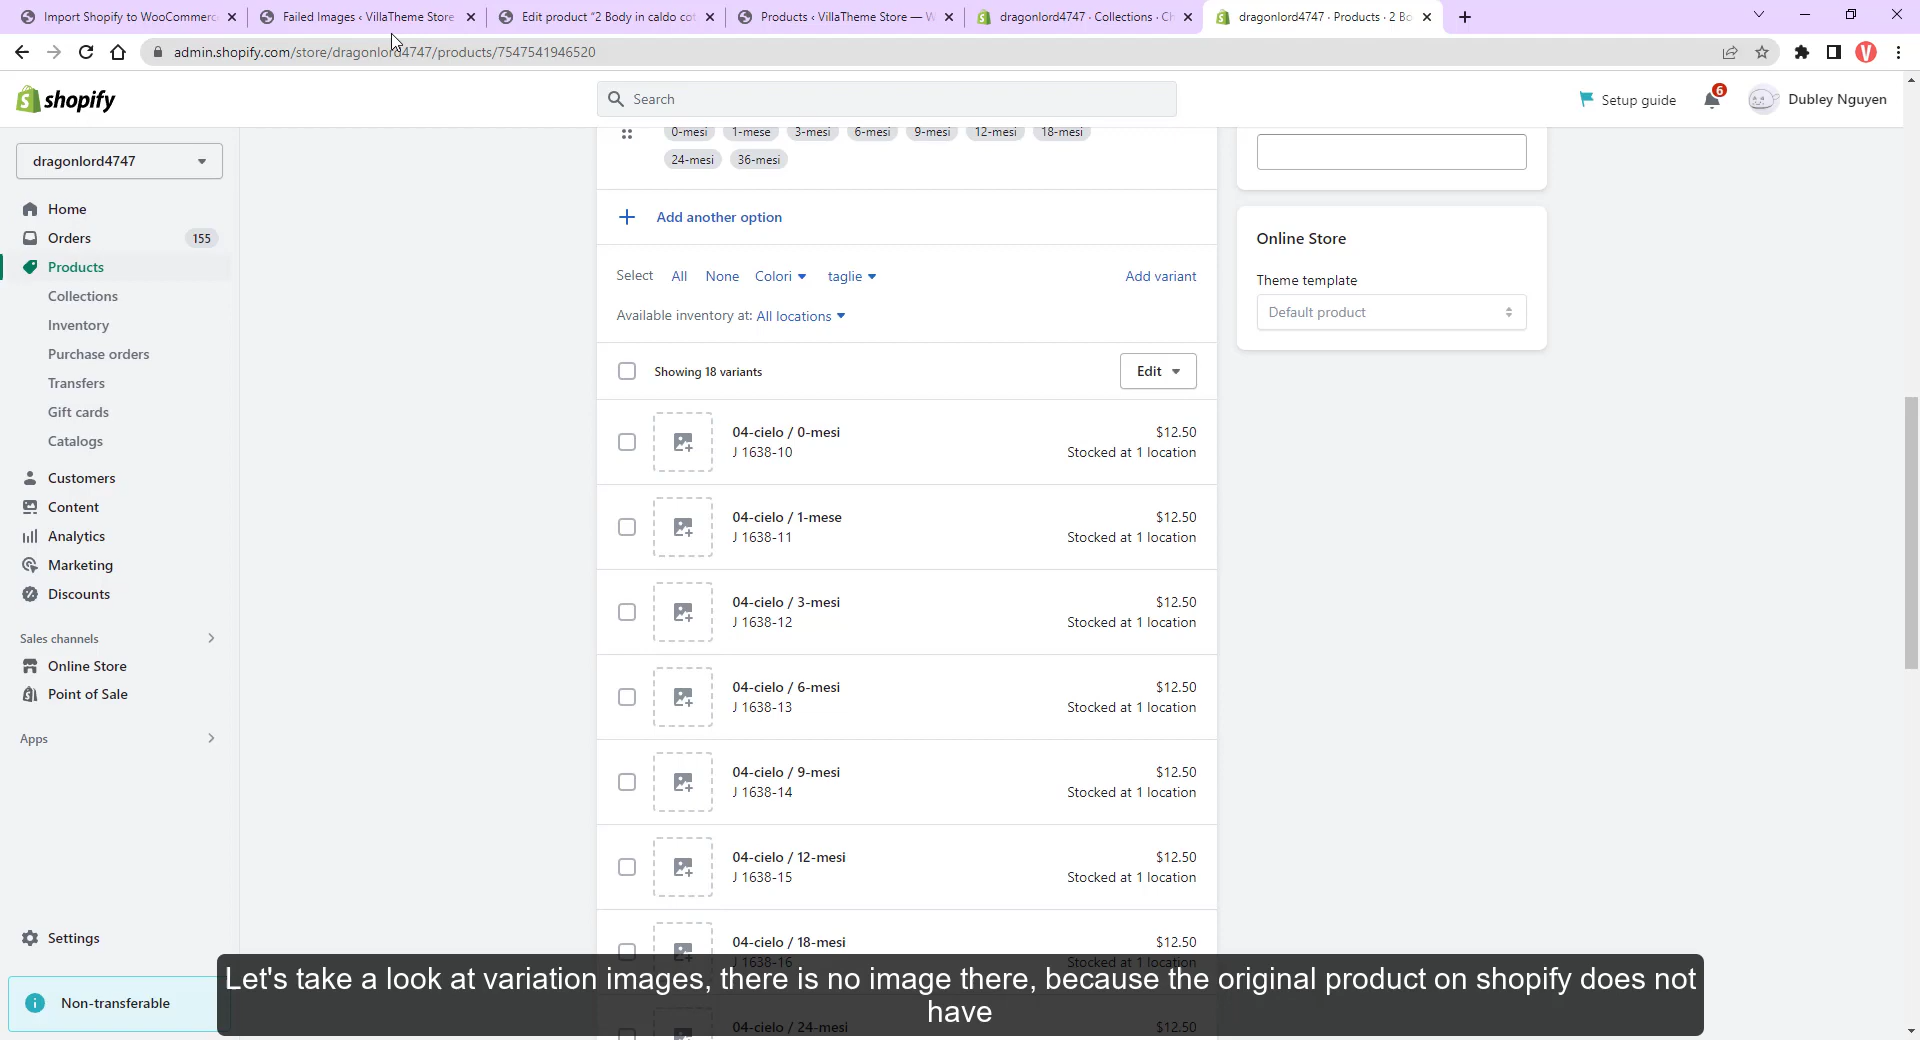 Import Shopify to WooCommerc
Failed Images ‹ VillaTheme Store
Edit product "2 Body in caldo cot
Products ‹ VillaTheme Store — W
dragonlord4747 · Collections · Ch
dragonlord4747 · Products · 2 Bo
admin.shopify.com/store/dragonlord4747/products/7547541946520
V
shopify
Search
Setup guide
6
Dubley Nguyen
dragonlord4747
Home
Orders
155
Products
Collections
Inventory
Purchase orders
Transfers
Gift cards
Catalogs
Customers
Content
Analytics
Marketing
Discounts
Sales channels
Online Store
Point of Sale
Apps
Settings
Non-transferable
0-mesi 1-mese 3-mesi 6-mesi 9-mesi 12-mesi 18-mesi
24-mesi 36-mesi
Add another option
Select All None Colori taglie Add variant
Available inventory at: All locations
Showing 18 variants Edit
04-cielo / 0-mesi $12.50
J 1638-10 Stocked at 1 location
04-cielo / 1-mese $12.50
J 1638-11 Stocked at 1 location
04-cielo / 3-mesi $12.50
J 1638-12 Stocked at 1 location
04-cielo / 6-mesi $12.50
J 1638-13 Stocked at 1 location
04-cielo / 9-mesi $12.50
J 1638-14 Stocked at 1 location
04-cielo / 12-mesi $12.50
J 1638-15 Stocked at 1 location
04-cielo / 18-mesi $12.50
J 1638-16 Stocked at 1 location
04-cielo / 24-mesi $12.50
Online Store
Theme template
Default product
Let's take a look at variation images, there is no image there, because the original product on shopify does not
have